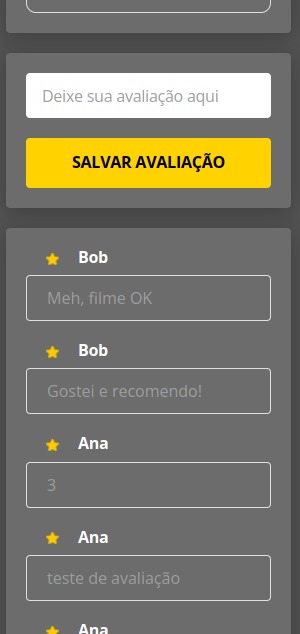 Deixe sua avaliação aqui
SALVAR AVALIAÇÃO
Bob
Meh, filme OK
Bob
Gostei e recomendo!
Ana
3
Ana
teste de avaliação
Ana